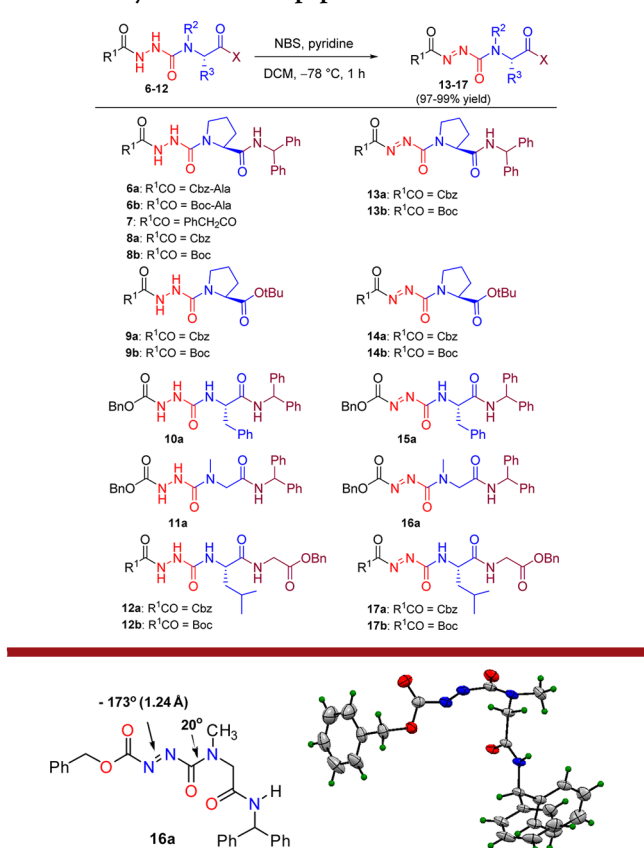 NBS, pyridine
DCM, −78 °C, 1 h
6-12
13-17
(97-99% yield)
6a: R¹CO = Cbz-Ala
6b: R¹CO = Boc-Ala
7: R¹CO = PhCH₂CO
8a: R¹CO = Cbz
8b: R¹CO = Boc
13a: R¹CO = Cbz
13b: R¹CO = Boc
9a: R¹CO = Cbz
9b: R¹CO = Boc
14a: R¹CO = Cbz
14b: R¹CO = Boc
10a
15a
11a
16a
12a: R¹CO = Cbz
12b: R¹CO = Boc
17a: R¹CO = Cbz
17b: R¹CO = Boc
- 173° (1.24 Å)
20°
CH₃
16a